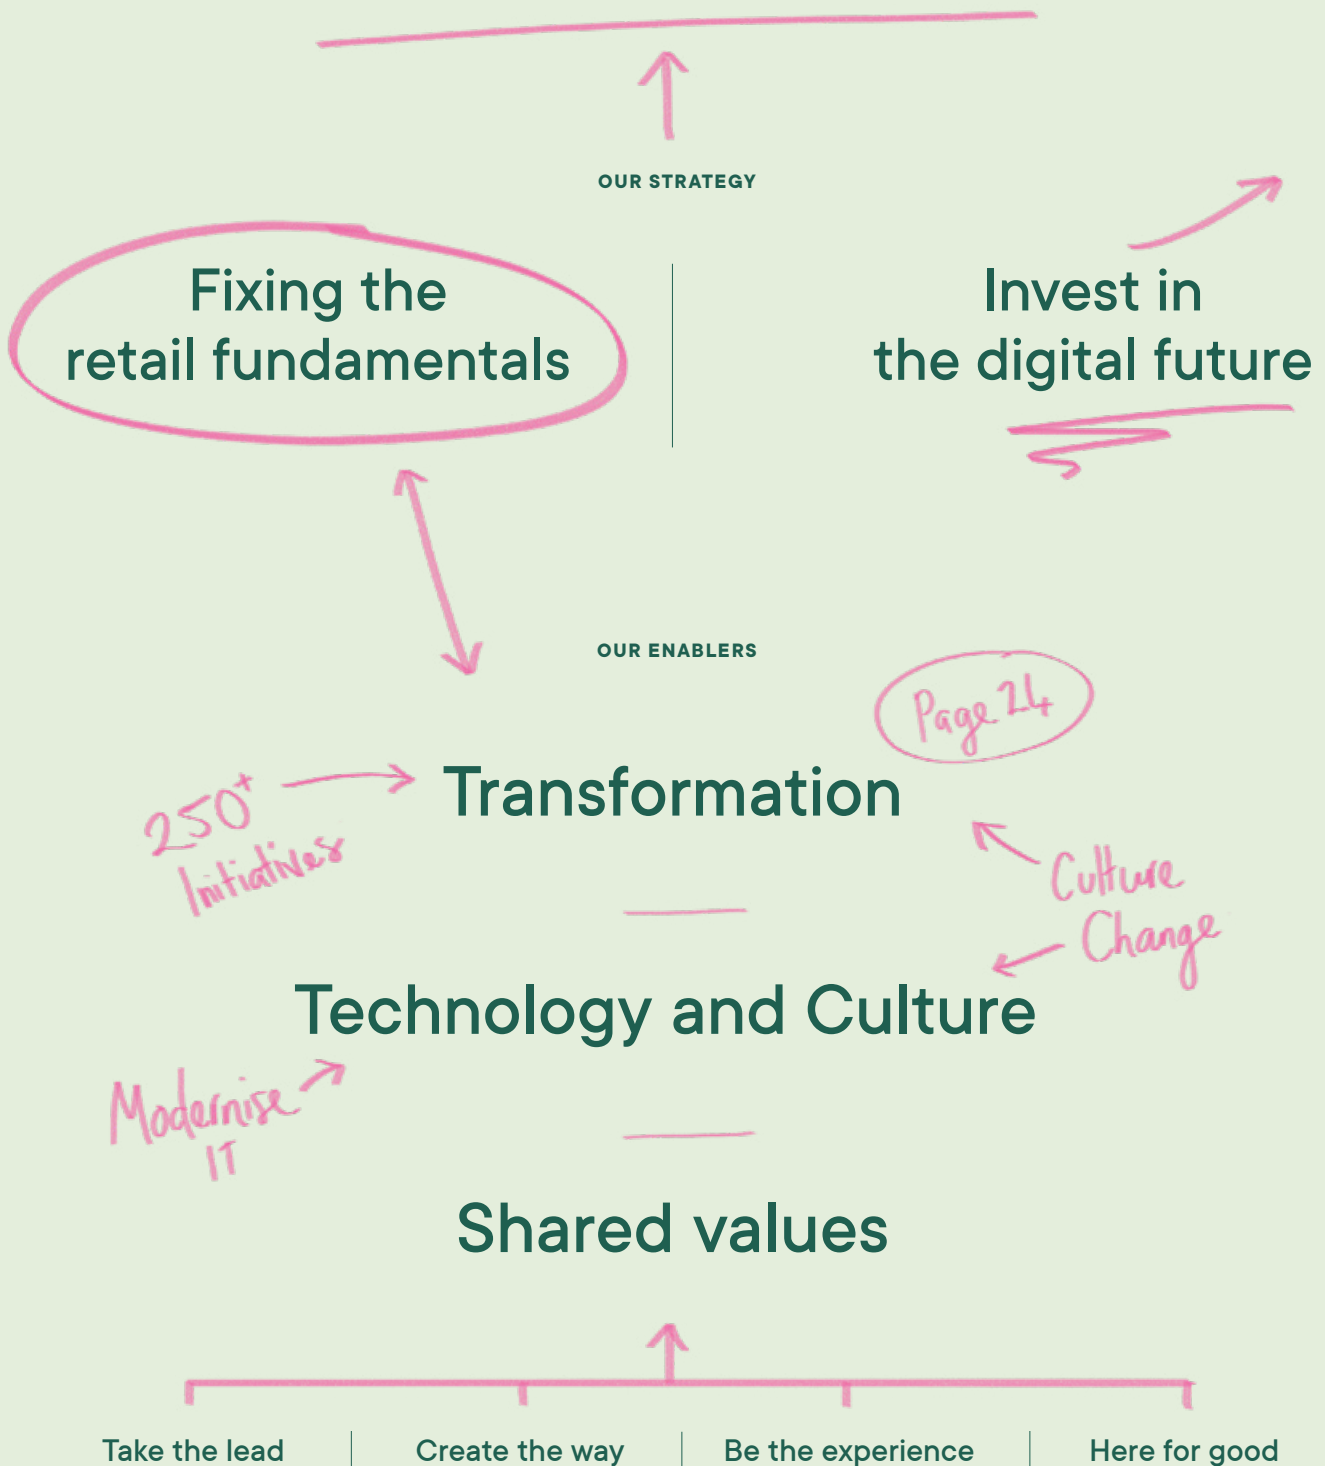 OUR STRATEGY
Fixing the
retail fundamentals
Invest in
the digital future
OUR ENABLERS
Page 24
250+
Initiatives
Transformation
Culture
Change
Technology and Culture
Modernise
IT
Shared values
Take the lead
Create the way
Be the experience
Here for good